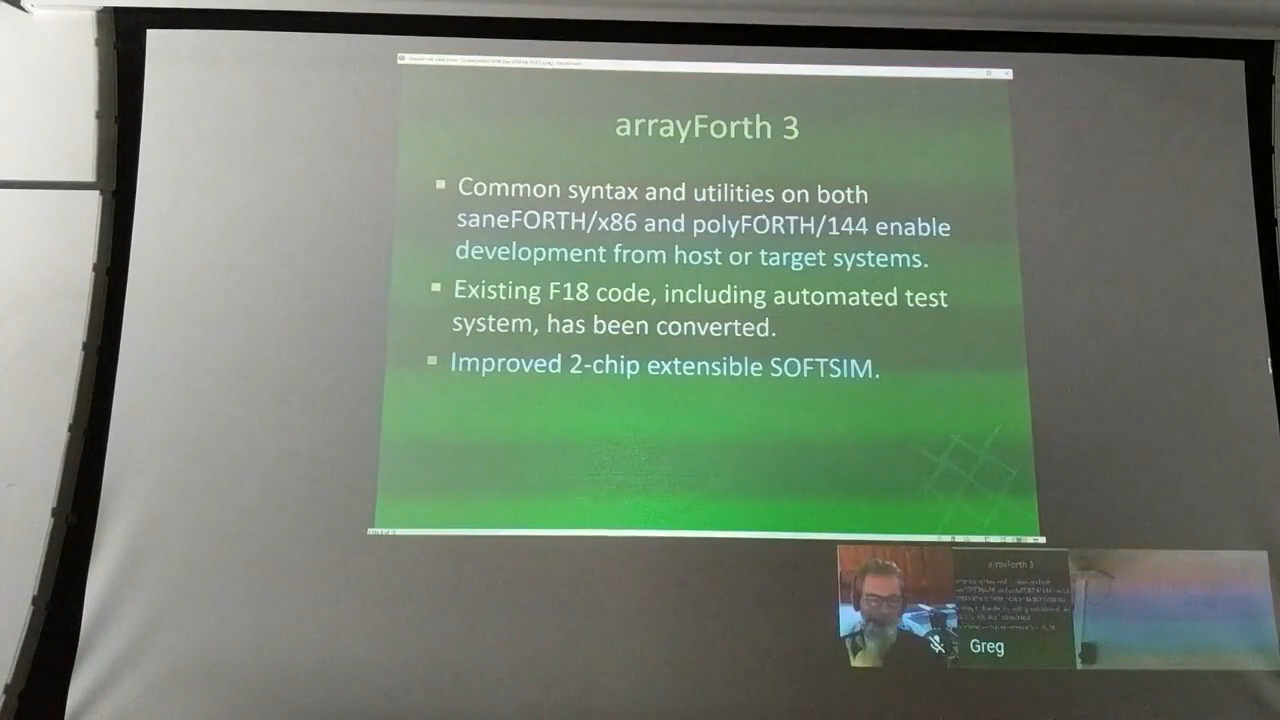 arrayForth 3
Common syntax and utilities on both
saneFORTH/x86 and polyFORTH/144 enable
development from host or target systems.
Existing F18 code, including automated test
system, has been converted.
Improved 2-chip extensible SOFTSIM.
arrayForth 3
Greg